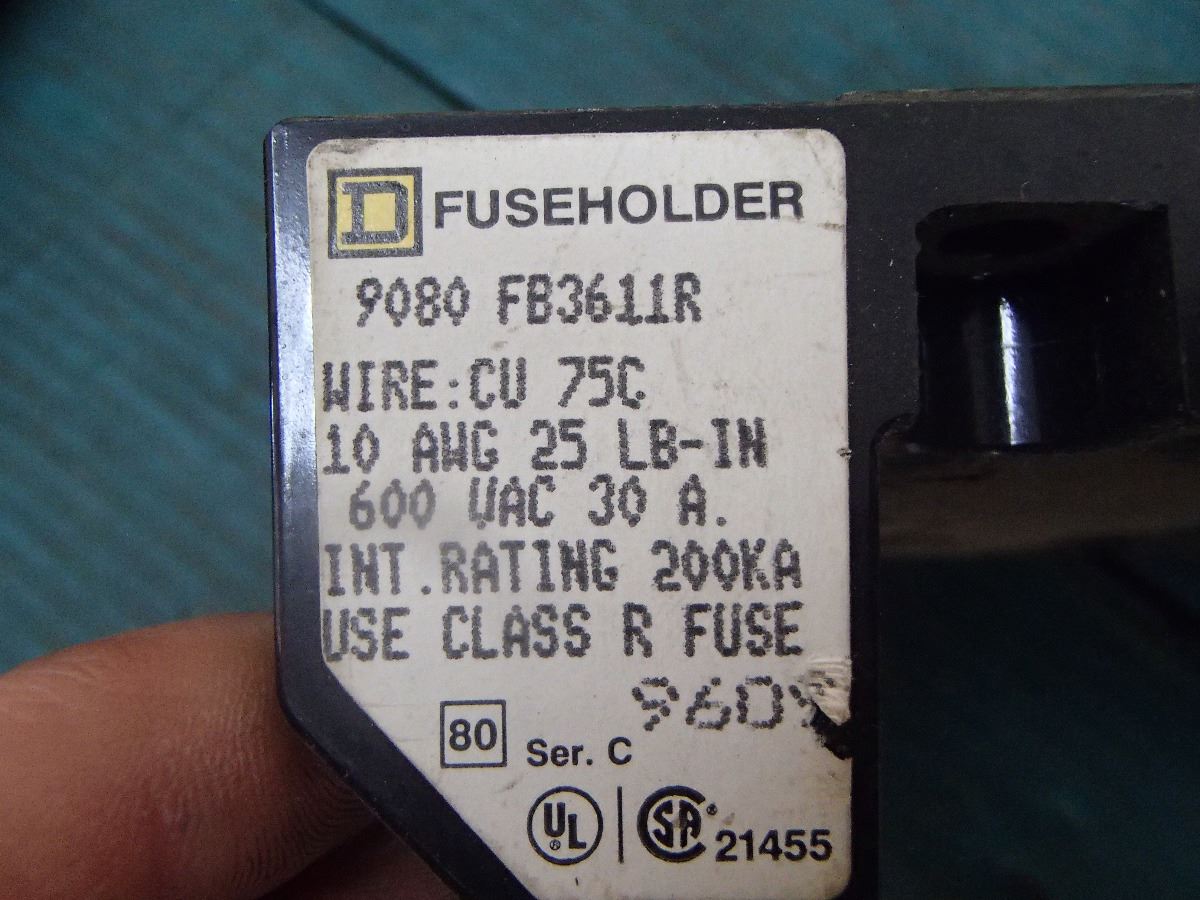 D FUSEHOLDER
9080 FB3611R
WIRE:CU 75C
10 AWG 25 LB-IN
600 VAC 30 A.
INT.RATING 200KA
USE CLASS R FUSE
80 Ser. C
UL ® | SA ® 21455